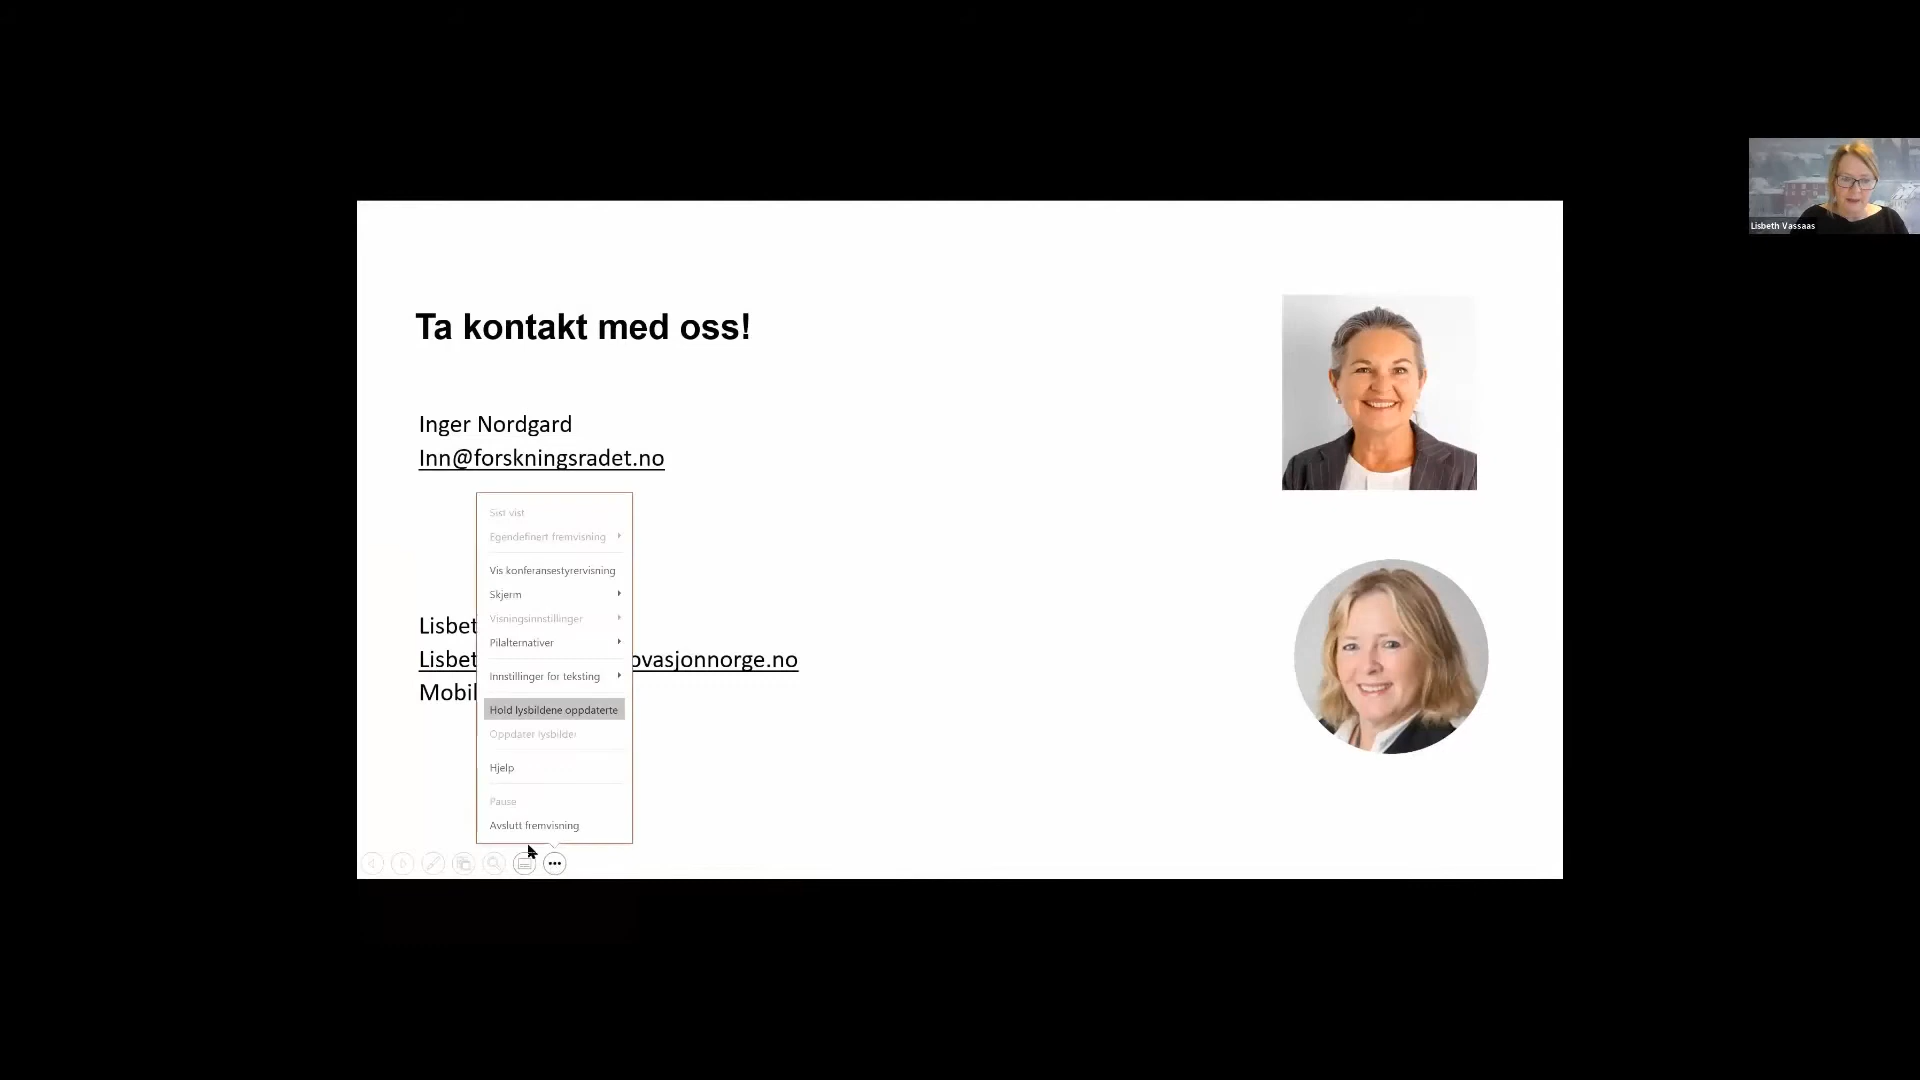 Lisbeth Vassaas
Ta kontakt med oss!
Inger Nordgard
Inn@forskningsradet.no
Lisbet
Lisbet ovasjonnorge.no
Mobil
Sist vist
Egendefinert fremvisning
Vis konferansestyrervisning
Skjerm
Visningsinnstillinger
Pilalternativer
Innstillinger for teksting
Hold lysbildene oppdaterte
Oppdater lysbilder
Hjelp
Pause
Avslutt fremvisning